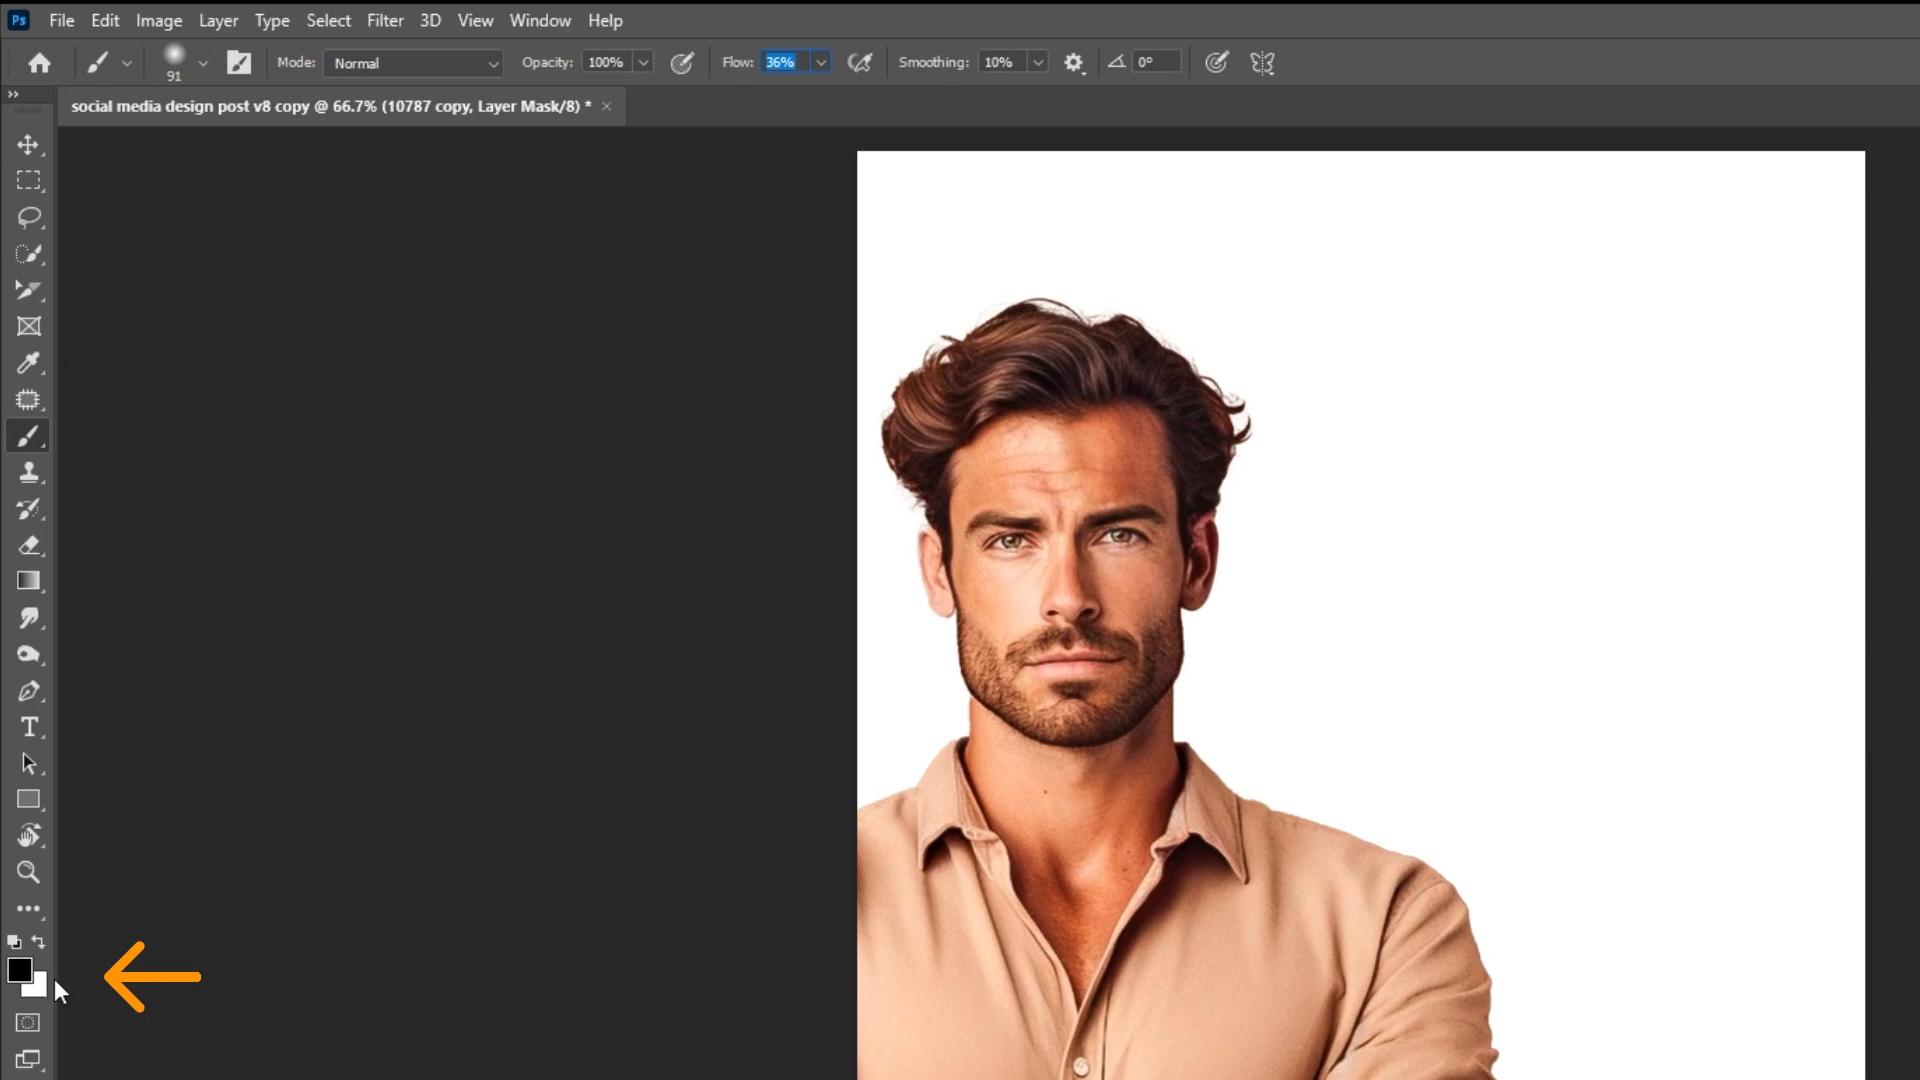 Ps File Edit Image Layer Type Select Filter 3D View Window Help
91 Mode: Normal Opacity: 100% Flow: 36% Smoothing: 10% 0°
social media design post v8 copy @ 66.7% (10787 copy, Layer Mask/8) * ×
T